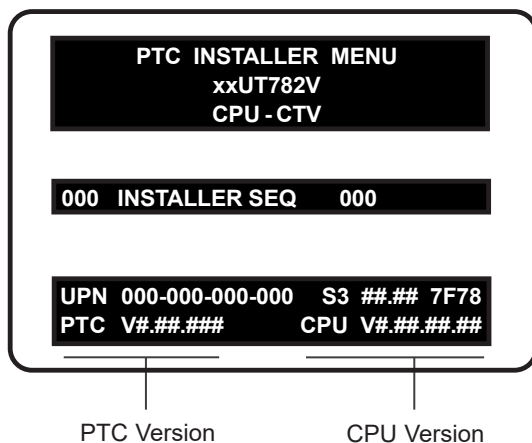 PTC INSTALLER MENU
xxUT782V
CPU - CTV
000 INSTALLER SEQ 000
UPN 000-000-000-000 S3 ##.## 7F78
PTC V#.##.### CPU V#.##.##.##
PTC Version CPU Version